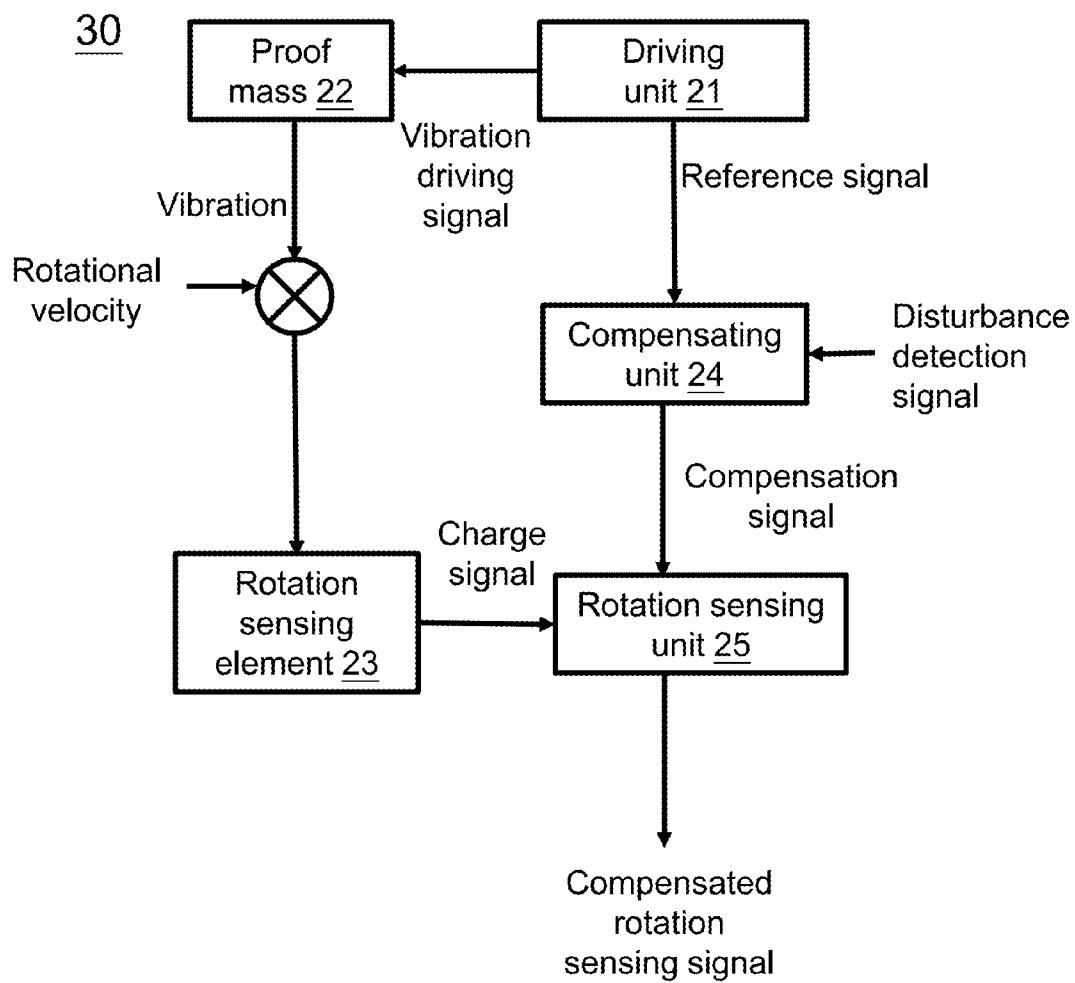 30
Proof
mass 22
Driving
unit 21
Vibration
driving
signal
Reference signal
Vibration
Rotational
velocity
Compensating
unit 24
Disturbance
detection
signal
Compensation
signal
Charge
signal
Rotation
sensing
element 23
Rotation sensing
unit 25
Compensated
rotation
sensing signal